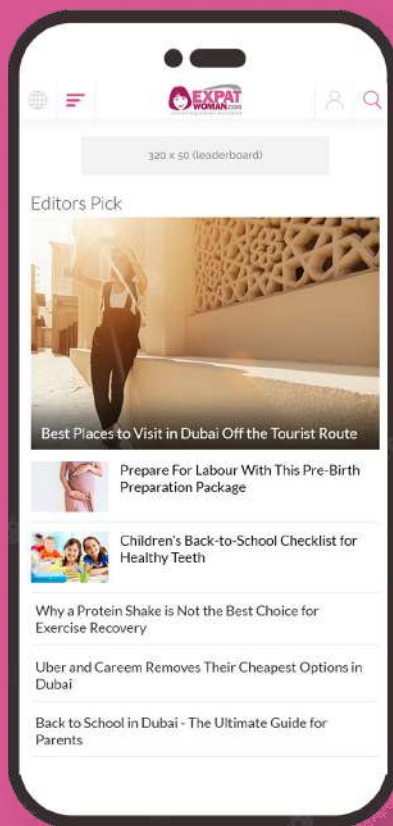 EXPAT
WOMAN.COM
320 x 50 (leaderboard)
Editors Pick
Best Places to Visit in Dubai Off the Tourist Route
Prepare For Labour With This Pre-Birth
Preparation Package
Children's Back-to-School Checklist for
Healthy Teeth
Why a Protein Shake is Not the Best Choice for
Exercise Recovery
Uber and Careem Removes Their Cheapest Options in
Dubai
Back to School in Dubai - The Ultimate Guide for
Parents